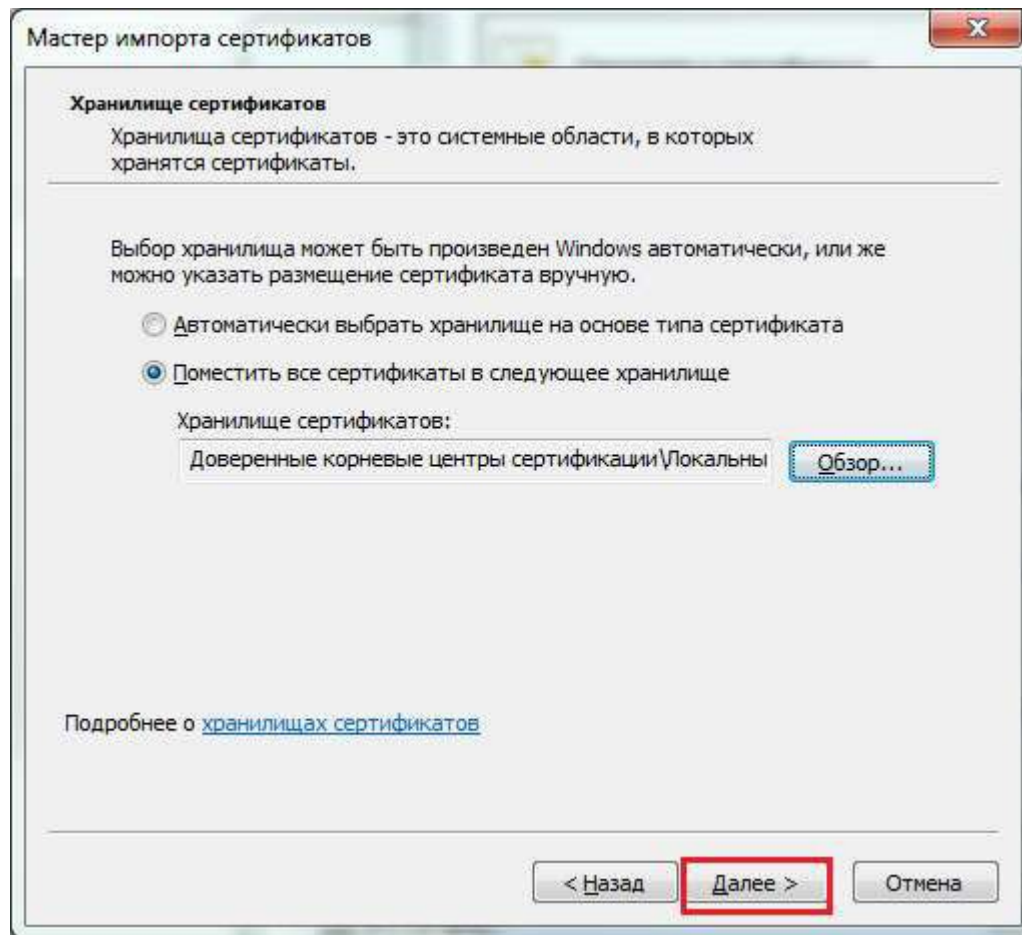 Мастер импорта сертификатов
Хранилище сертификатов
Хранилища сертификатов - это системные области, в которых
хранятся сертификаты.
Выбор хранилища может быть произведен Windows автоматически, или же
можно указать размещение сертификата вручную.
Автоматически выбрать хранилище на основе типа сертификата
Поместить все сертификаты в следующее хранилище
Хранилище сертификатов:
Доверенные корневые центры сертификации\Локальны
Обзор...
Подробнее о хранилищах сертификатов
< Назад
Далее >
Отмена